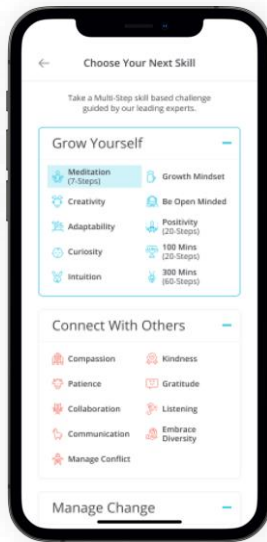 Choose Your Next Skill
Take a Multi-Step skill based challenge
guided by our leading experts.
Grow Yourself
Meditation
(7-Steps)
Growth Mindset
Creativity
Be Open Minded
Adaptability
Positivity
(20-Steps)
Curiosity
100 Mins
(20-Steps)
Intuition
300 Mins
(60-Steps)
Connect With Others
Compassion
Kindness
Patience
Gratitude
Collaboration
Listening
Communication
Embrace
Diversity
Manage Conflict
Manage Change